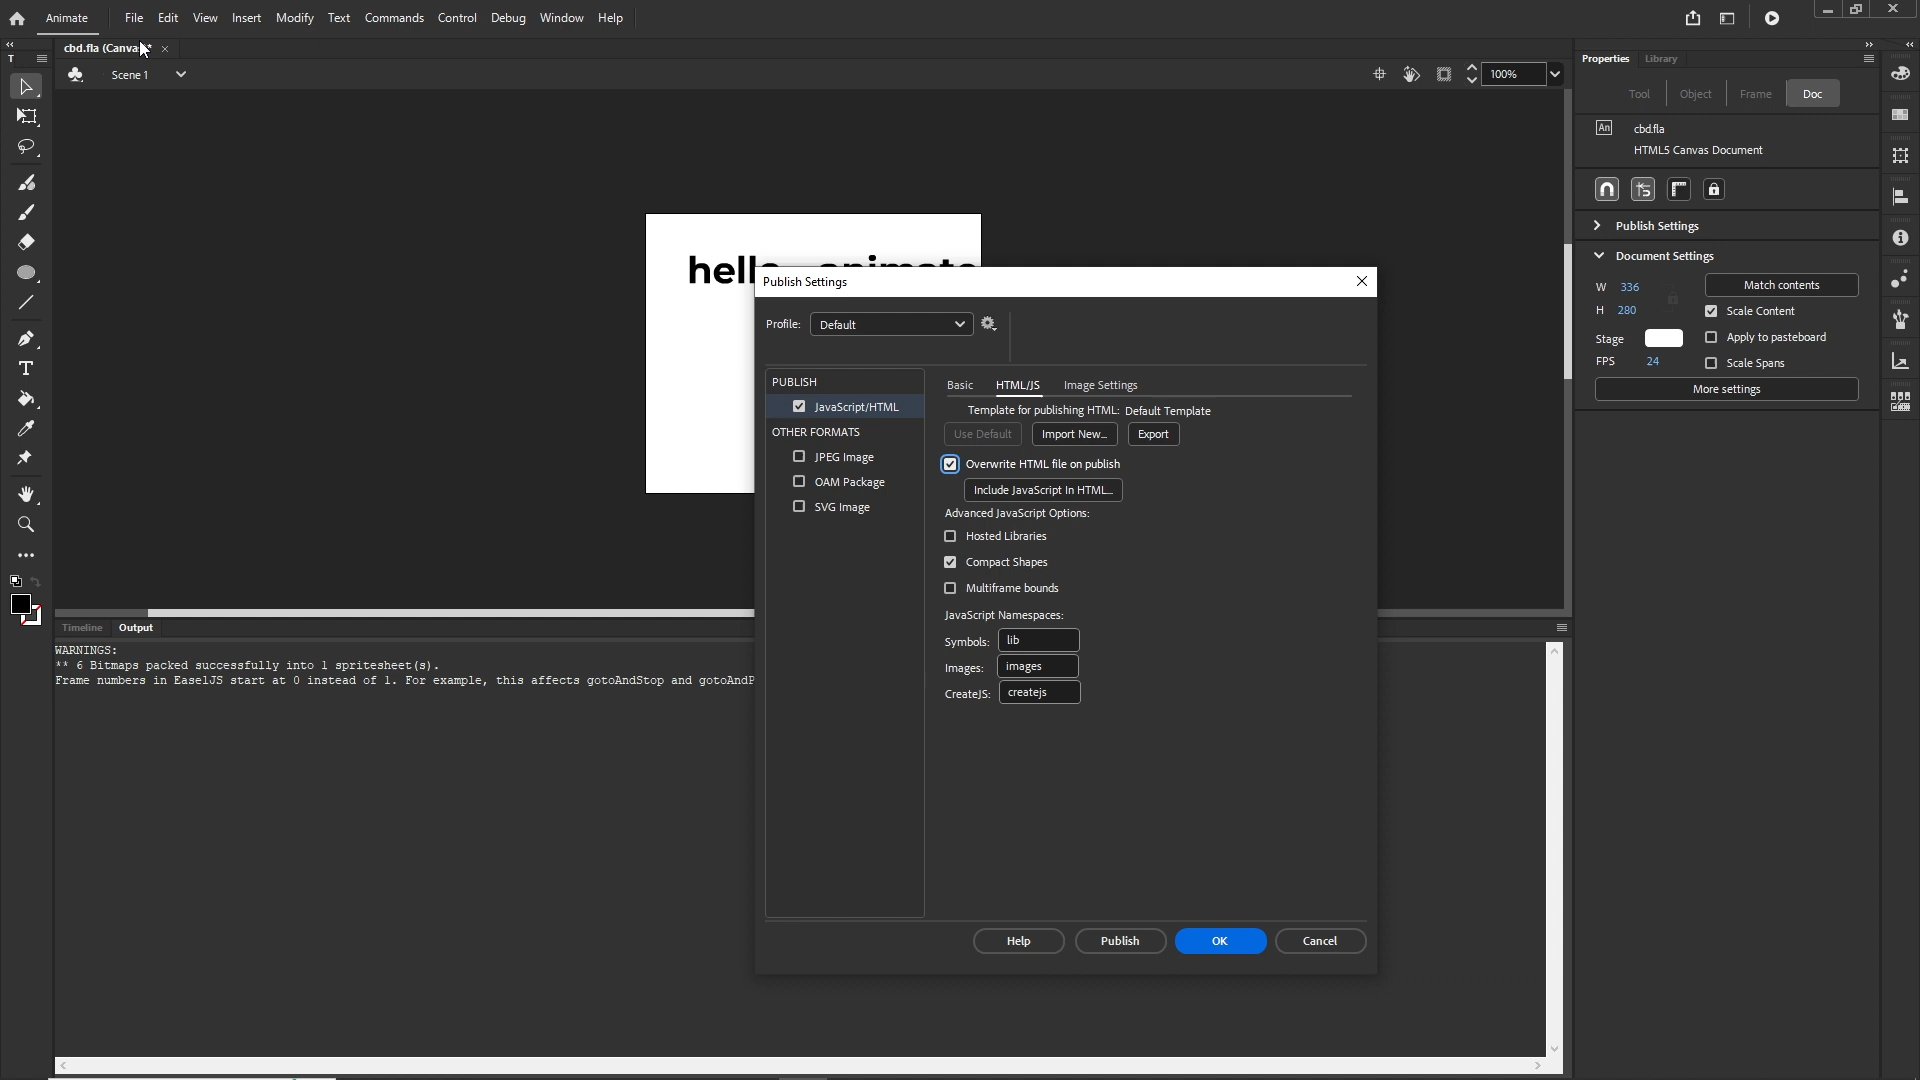 Animate File Edit View Insert Modify Text Commands Control Debug Window Help
cbd.fla (Canvas)*
T
Scene 1
100%
Properties Library
Tool Object Frame Doc
An cbd.fla
HTML5 Canvas Document
Publish Settings
Document Settings
W 336 Match contents
H 280 Scale Content
Stage Apply to pasteboard
FPS 24 Scale Spans
More settings
Publish Settings
Profile: Default
PUBLISH
JavaScript/HTML
OTHER FORMATS
JPEG Image
OAM Package
SVG Image
Basic HTML/JS Image Settings
Template for publishing HTML: Default Template
Use Default Import New... Export
Overwrite HTML file on publish
Include JavaScript In HTML...
Advanced JavaScript Options:
Hosted Libraries
Compact Shapes
Multiframe bounds
JavaScript Namespaces:
Symbols: lib
Images: images
CreateJS: createjs
Help Publish OK Cancel
Timeline Output
WARNINGS:
** 6 Bitmaps packed successfully into 1 spritesheet(s).
Frame numbers in EaselJS start at 0 instead of 1. For example, this affects gotoAndStop and gotoAndP